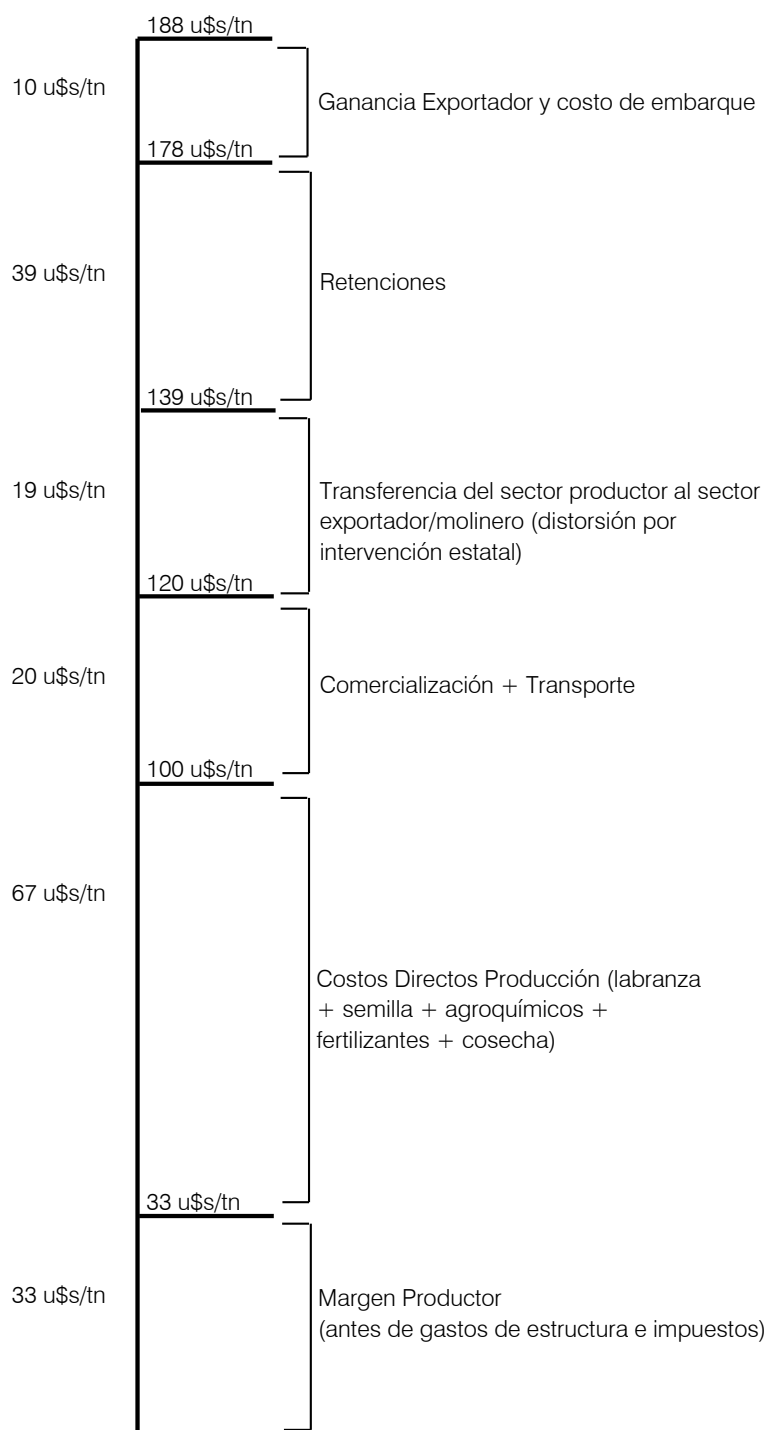 188 u$s/tn
10 u$s/tn
Ganancia Exportador y costo de embarque
178 u$s/tn
39 u$s/tn
Retenciones
139 u$s/tn
19 u$s/tn
Transferencia del sector productor al sector
exportador/molinero (distorsión por
intervención estatal)
120 u$s/tn
20 u$s/tn
Comercialización + Transporte
100 u$s/tn
67 u$s/tn
Costos Directos Producción (labranza
+ semilla + agroquímicos +
fertilizantes + cosecha)
33 u$s/tn
33 u$s/tn
Margen Productor
(antes de gastos de estructura e impuestos)